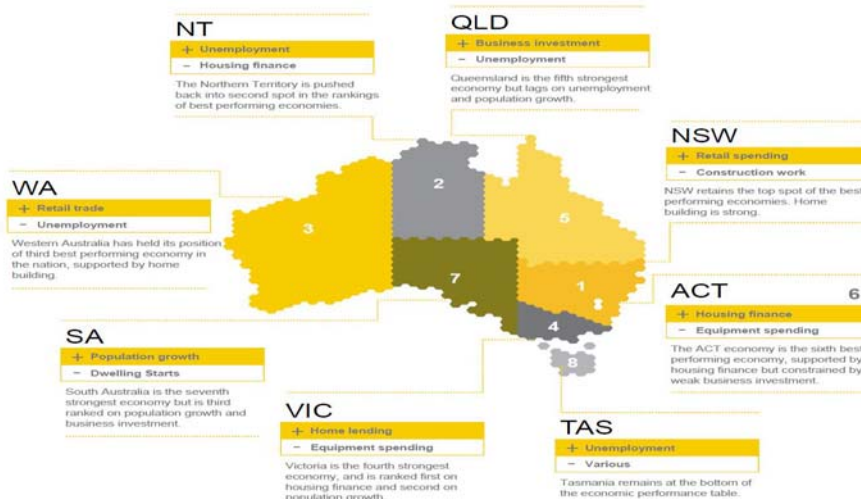 NT
+ Unemployment
− Housing finance
The Northern Territory is pushed
back into second spot in the rankings
of best performing economies.
QLD
+ Business investment
− Unemployment
Queensland is the fifth strongest
economy but lags on unemployment
and population growth.
NSW
+ Retail spending
− Construction work
NSW retains the top spot of the best
performing economies. Home
building is strong.
WA
+ Retail trade
− Unemployment
Western Australia has held its position
of third best performing economy in
the nation, supported by home
building.
2
3
5
7
1
4
8
ACT 6
+ Housing finance
− Equipment spending
The ACT economy is the sixth best
performing economy, supported by
housing finance but constrained by
weak business investment.
SA
+ Population growth
− Dwelling Starts
South Australia is the seventh
strongest economy but is third
ranked on population growth and
business investment.
VIC
+ Home lending
− Equipment spending
Victoria is the fourth strongest
economy, and is ranked first on
housing finance and second on
population growth
TAS
+ Unemployment
− Various
Tasmania remains at the bottom of
the economic performance table.